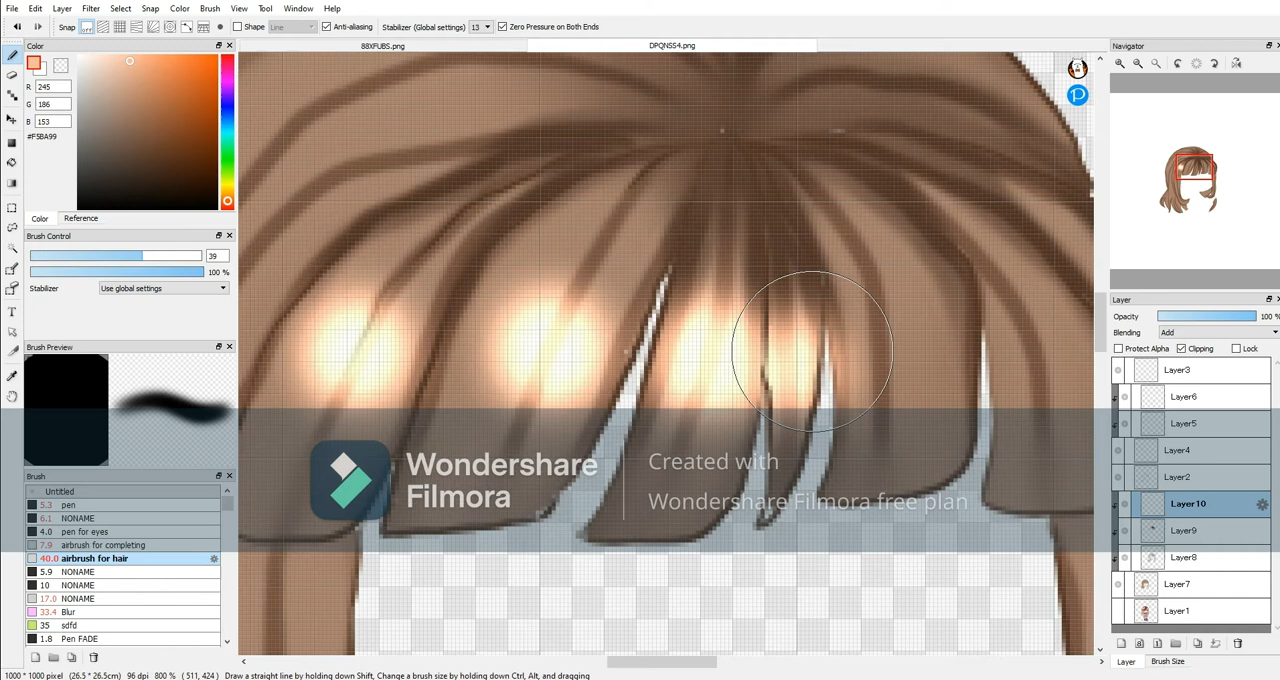 File Edit Layer Filter Select Snap Color Brush View Tool Window Help
Snap OFF Shape Line Anti-aliasing Stabilizer (Global settings) 13 Zero Pressure on Both Ends
Color 88XFUBS.png DPQNSS4.png Navigator
R 245
G 186
B 153
#F5BA99
Color Reference
Brush Control
39
100 %
Stabilizer Use global settings
Layer
Opacity 100 %
Blending Add
Protect Alpha Clipping Lock
Brush Preview
Layer3
Layer6
Layer5
Layer4
Layer2
Layer10
Layer9
Layer8
Layer7
Layer1
Wondershare
Filmora
Created with
Wondershare Filmora free plan
Brush
Untitled
5.3 pen
6.1 NONAME
4.0 pen for eyes
7.9 airbrush for completing
40.0 airbrush for hair
5.9 NONAME
10 NONAME
17.0 NONAME
33.4 Blur
35 sdfd
1.8 Pen FADE
Layer Brush Size
1000 * 1000 pixel (26.5 * 26.5cm) 96 dpi 800 % ( 511, 424 ) Draw a straight line by holding down Shift, Change a brush size by holding down Ctrl, Alt, and dragging